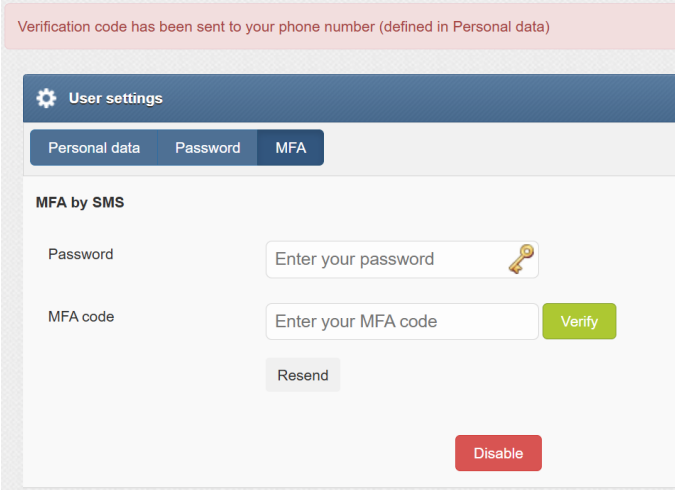 Verification code has been sent to your phone number (defined in Personal data)
User settings
Personal data Password MFA
MFA by SMS
Password Enter your password
MFA code Enter your MFA code Verify
Resend
Disable